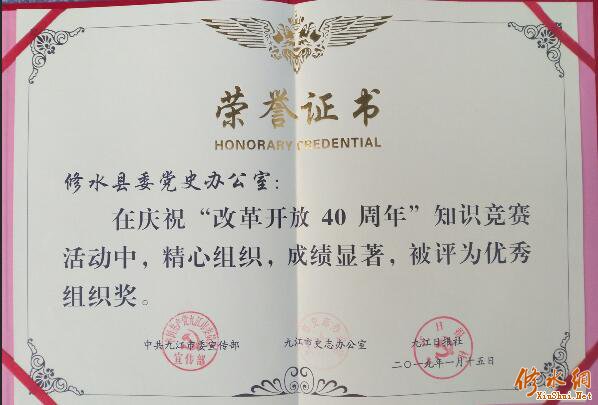 荣誉证书
HONORARY CREDENTIAL
修水县委党史办公室：
在庆祝“改革开放 40 周年”知识竞赛
活动中，精心组织，成绩显著，被评为优秀
组织奖。
中共九江市委宣传部 九江市史志办公室 九江日报社
宣传部
二〇一九年一月十五日
修水網
XiuShui.Net